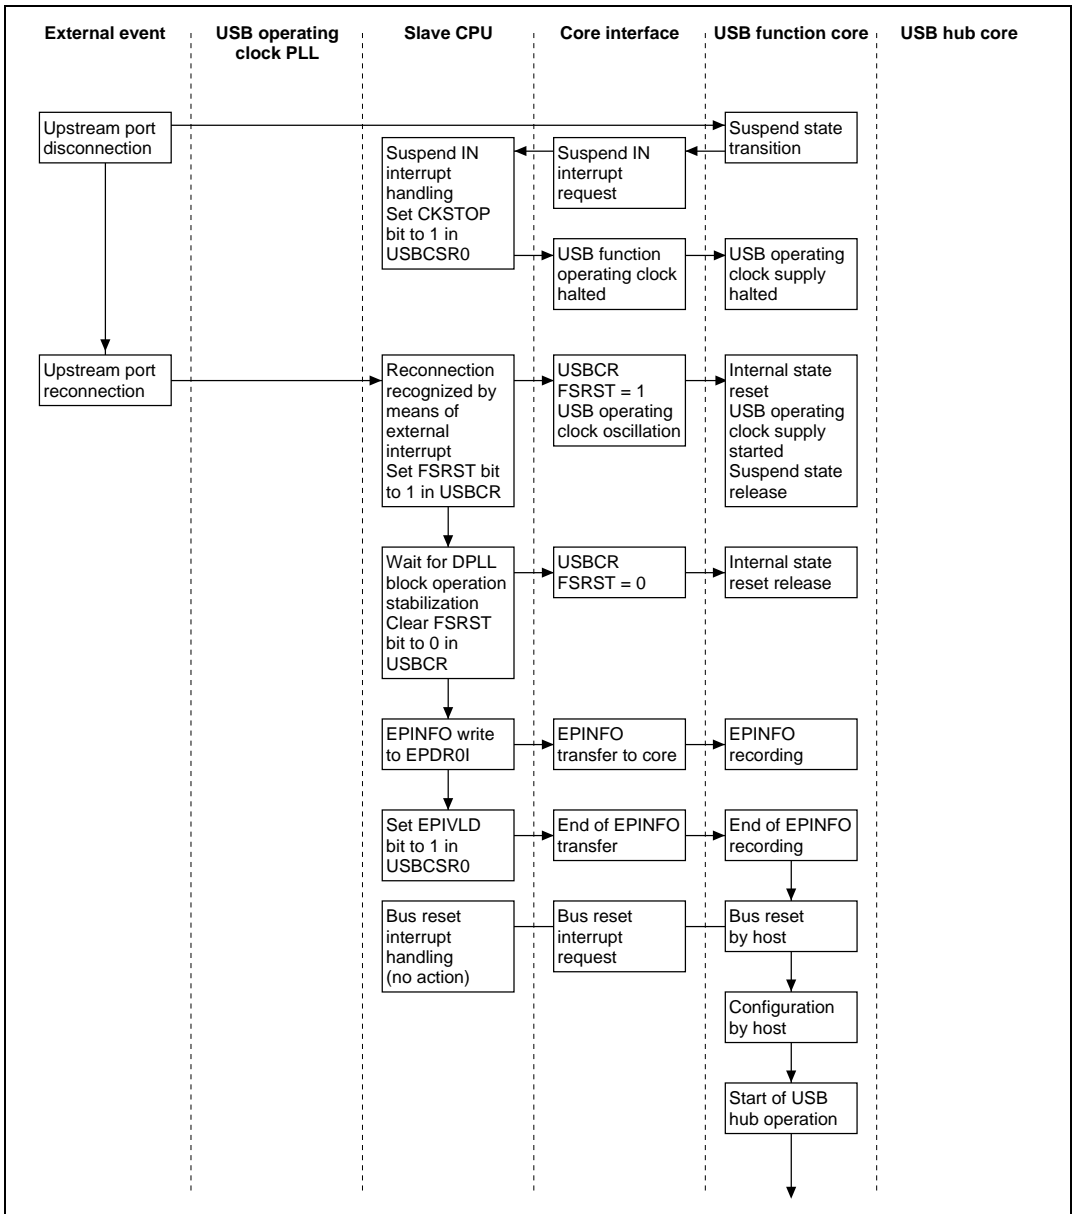 External event
USB operating
clock PLL
Slave CPU
Core interface
USB function core
USB hub core
Upstream port
disconnection
Suspend state
transition
Suspend IN
interrupt
request
Suspend IN
interrupt
handling
Set CKSTOP
bit to 1 in
USBCSR0
USB function
operating clock
halted
USB operating
clock supply
halted
Upstream port
reconnection
Reconnection
recognized by
means of
external
interrupt
Set FSRST bit
to 1 in USBCR
USBCR
FSRST = 1
USB operating
clock oscillation
Internal state
reset
USB operating
clock supply
started
Suspend state
release
Wait for DPLL
block operation
stabilization
Clear FSRST
bit to 0 in
USBCR
USBCR
FSRST = 0
Internal state
reset release
EPINFO write
to EPDR0I
EPINFO
transfer to core
EPINFO
recording
Set EPIVLD
bit to 1 in
USBCSR0
End of EPINFO
transfer
End of EPINFO
recording
Bus reset
interrupt
handling
(no action)
Bus reset
interrupt
request
Bus reset
by host
Configuration
by host
Start of USB
hub operation